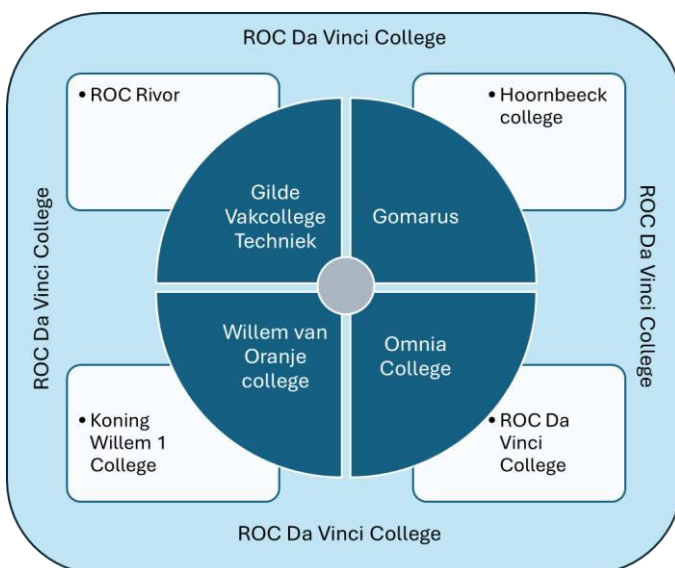 ROC Da Vinci College
• ROC Rivor
• Hoornbeeck
college
Gilde
Vakcollege
Techniek
Gomarus
ROC Da Vinci College
ROC Da Vinci College
Willem van
Oranje
college
Omnia
College
• Koning
Willem 1
College
• ROC Da
Vinci
College
ROC Da Vinci College